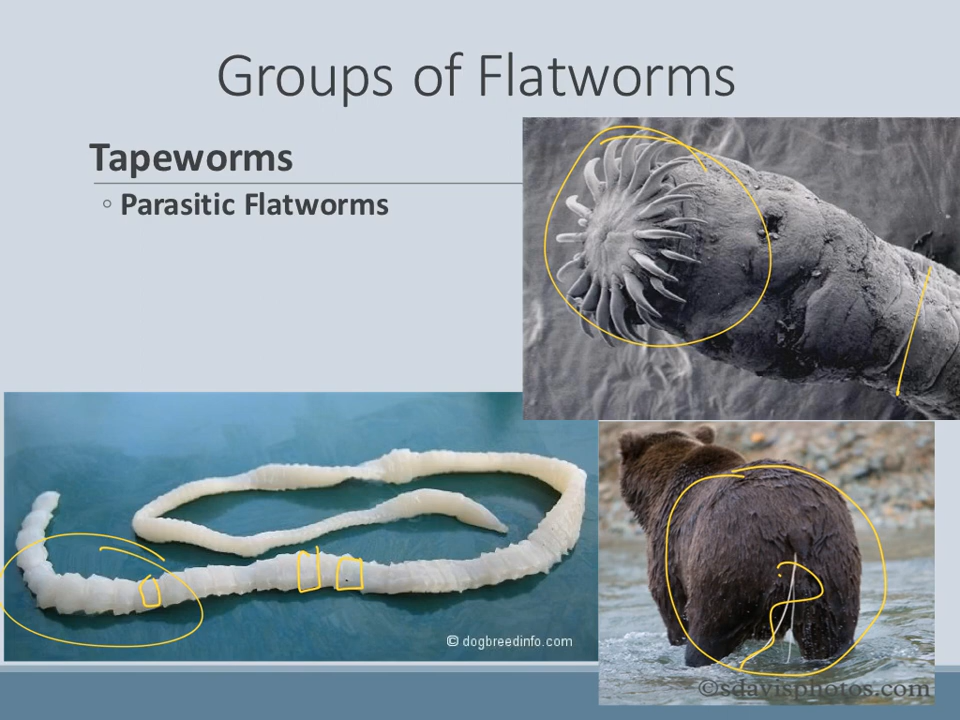 Groups of Flatworms
Tapeworms
◦ Parasitic Flatworms
© dogbreedinfo.com
©sdavisphotos.com